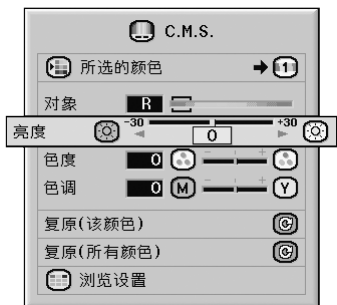 C.M.S.
所选的颜色 1
对象 R
亮度 -30 0 +30
色度 0 - +
色调 0 M - + Y
复原(该颜色)
复原(所有颜色)
浏览设置